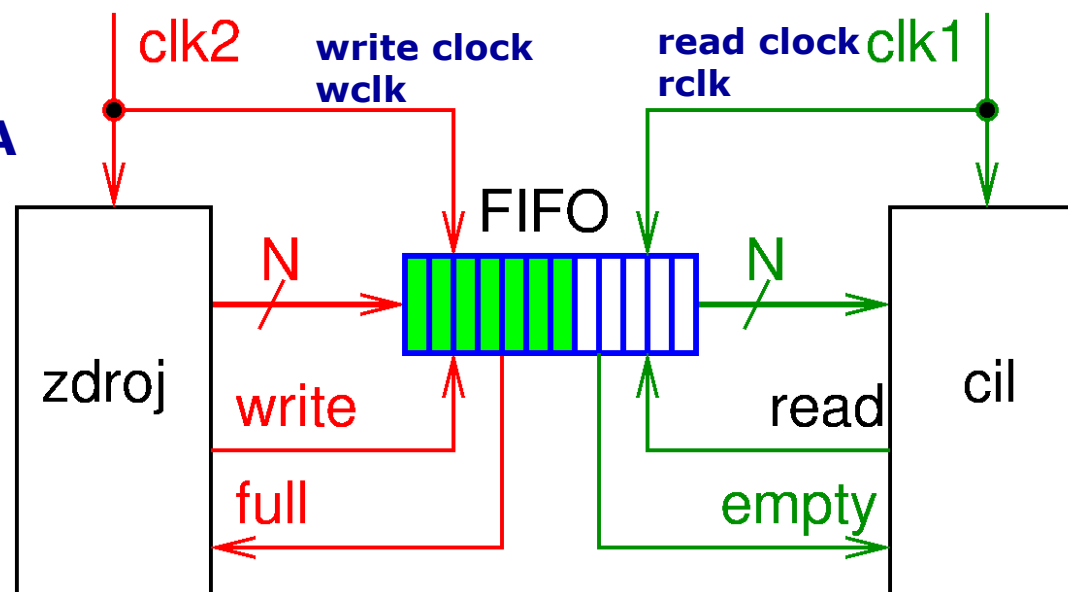 clk2
write clock
wclk
read clock
rclk
clk1
A
FIFO
N
N
zdroj
cil
write
read
full
empty